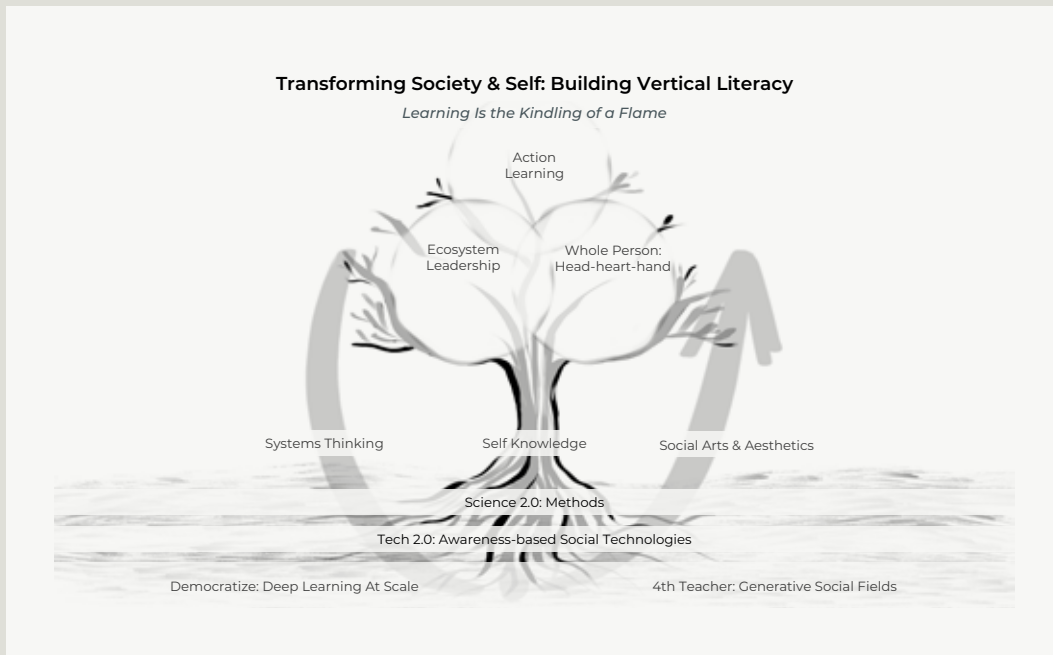 Transforming Society & Self: Building Vertical Literacy
Learning Is the Kindling of a Flame
Action
Learning
Ecosystem
Leadership
Whole Person:
Head-heart-hand
Systems Thinking
Self Knowledge
Social Arts & Aesthetics
Science 2.0: Methods
Tech 2.0: Awareness-based Social Technologies
Democratize: Deep Learning At Scale
4th Teacher: Generative Social Fields